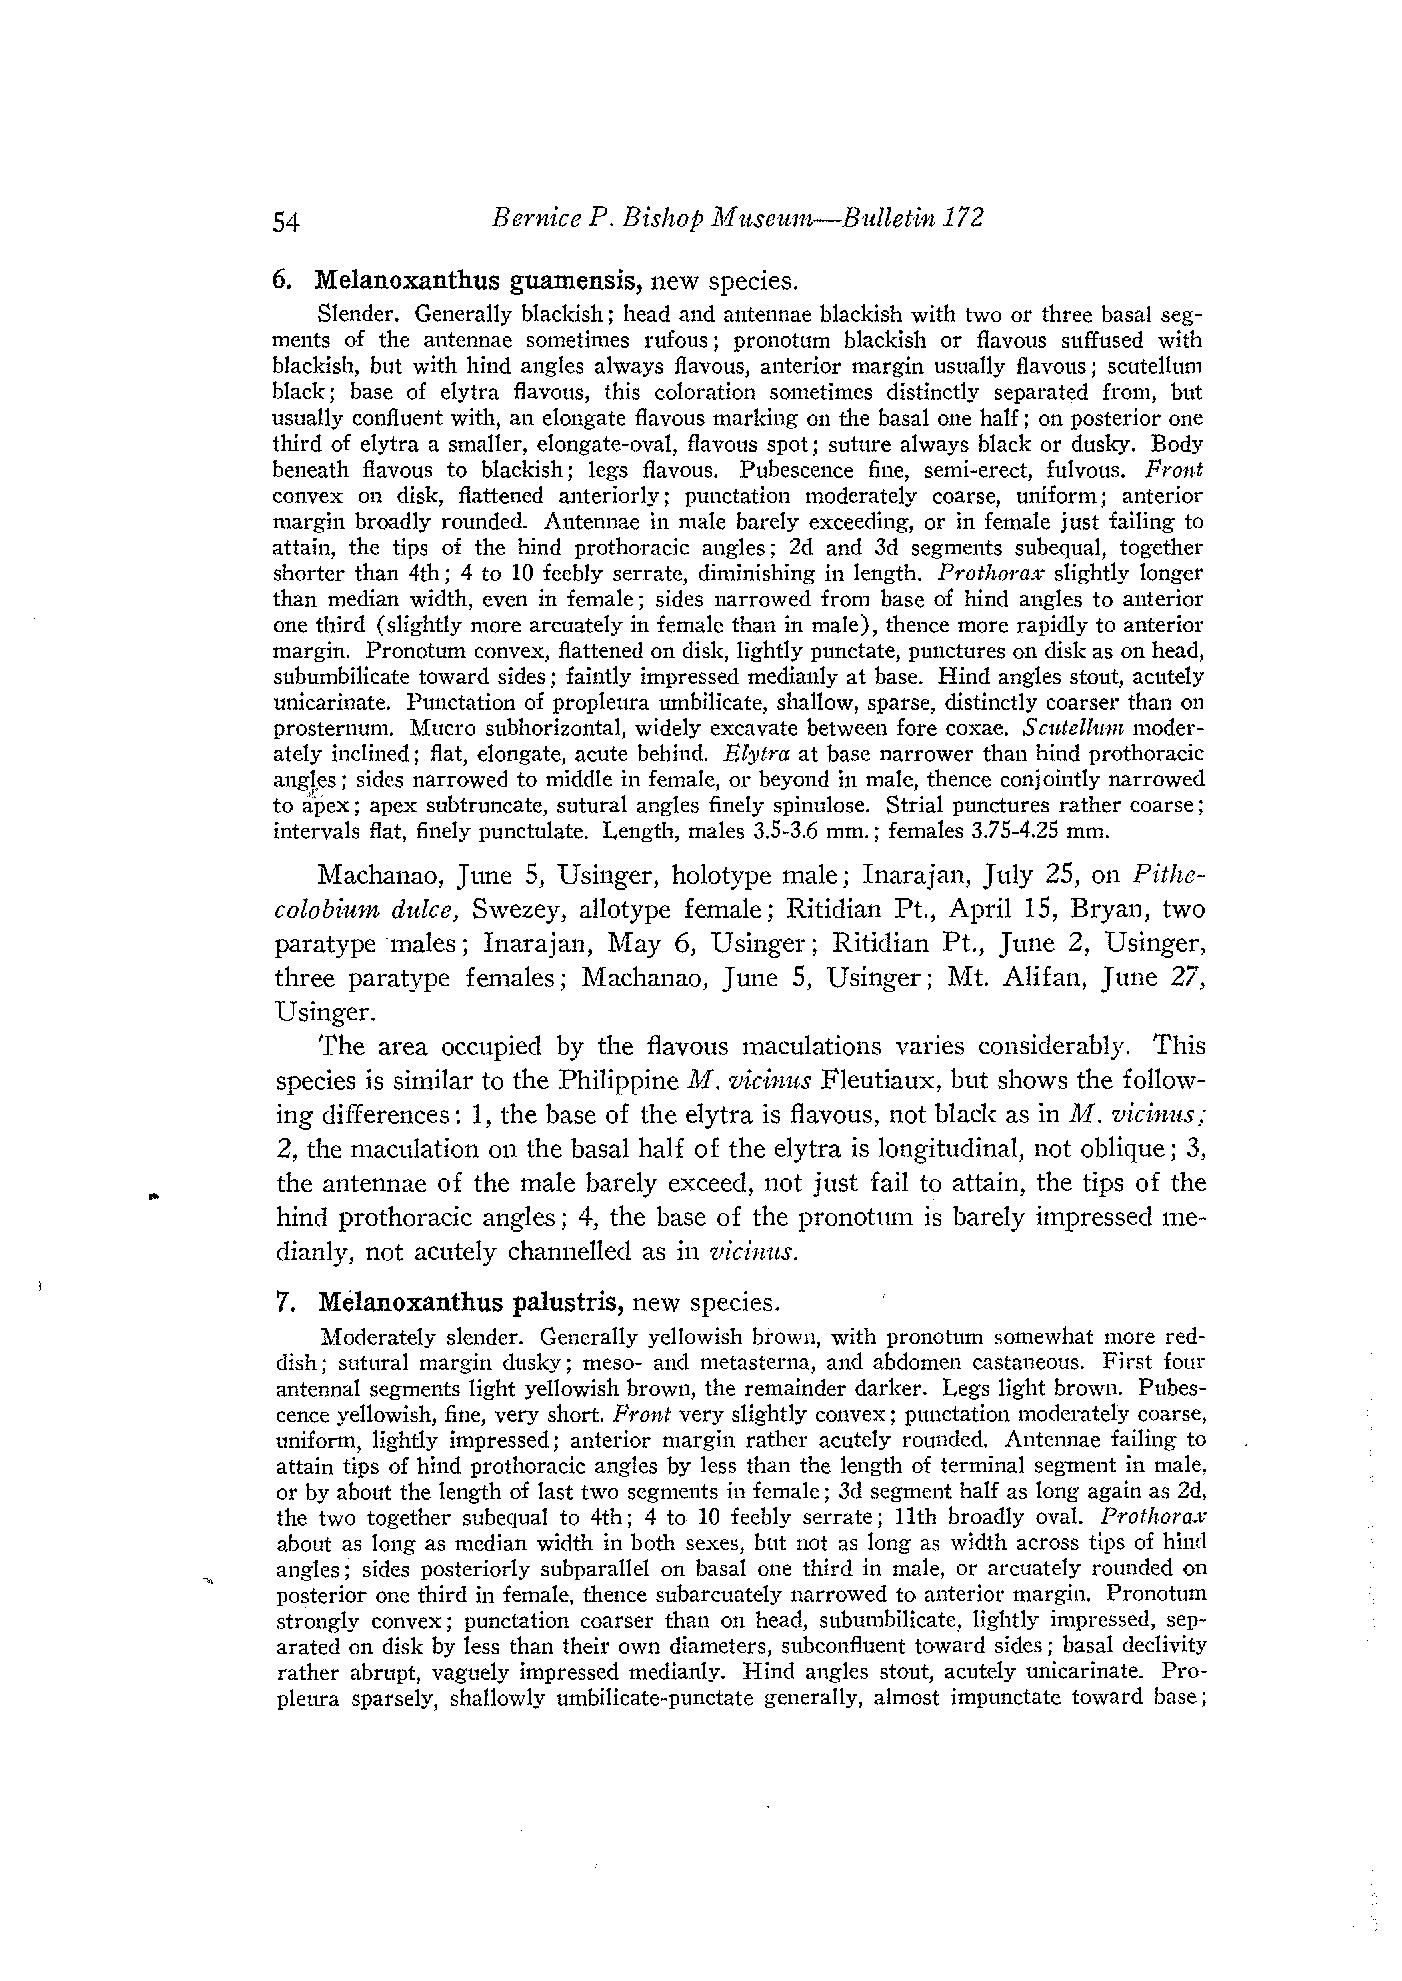 54 Bernice P. Bishop Museum—Bulletin 172
6. Melanoxanthus guamensis, new species.
Slender. Generally blackish; head and antennae blackish with two or three basal seg-
ments of the antennae sometimes rufous; pronotum blackish or flavous suffused with
blackish, but with hind angles always flavous, anterior margin usually flavous; scutellum
black; base of elytra flavous, this coloration sometimes distinctly separated from, but
usually confluent with, an elongate flavous marking on the basal one half; on posterior one
third of elytra a smaller, elongate-oval, flavous spot; suture always black or dusky. Body
beneath flavous to blackish; legs flavous. Pubescence fine, semi-erect, fulvous. Front
convex on disk, flattened anteriorly; punctation moderately coarse, uniform; anterior
margin broadly rounded. Antennae in male barely exceeding, or in female just failing to
attain, the tips of the hind prothoracic angles; 2d and 3d segments subequal, together
shorter than 4th; 4 to 10 feebly serrate, diminishing in length. Prothorax slightly longer
than median width, even in female; sides narrowed from base of hind angles to anterior
one third (slightly more arcuately in female than in male), thence more rapidly to anterior
margin. Pronotum convex, flattened on disk, lightly punctate, punctures on disk as on head,
subumbilicate toward sides; faintly impressed medianly at base. Hind angles stout, acutely
unicarinate. Punctation of propleura umbilicate, shallow, sparse, distinctly coarser than on
prosternum. Mucro subhorizontal, widely excavate between fore coxae. Scutellum moder-
ately inclined; flat, elongate, acute behind. Elytra at base narrower than hind prothoracic
angles; sides narrowed to middle in female, or beyond in male, thence conjointly narrowed
to apex; apex subtruncate, sutural angles finely spinulose. Strial punctures rather coarse;
intervals flat, finely punctulate. Length, males 3.5-3.6 mm.; females 3.75-4.25 mm.
Machanao, June 5, Usinger, holotype male; Inarajan, July 25, on Pithe-
colobium dulce, Swezey, allotype female; Ritidian Pt., April 15, Bryan, two
paratype males; Inarajan, May 6, Usinger; Ritidian Pt., June 2, Usinger,
three paratype females; Machanao, June 5, Usinger; Mt. Alifan, June 27,
Usinger.
The area occupied by the flavous maculations varies considerably. This
species is similar to the Philippine M. vicinus Fleutiaux, but shows the follow-
ing differences: 1, the base of the elytra is flavous, not black as in M. vicinus;
2, the maculation on the basal half of the elytra is longitudinal, not oblique; 3,
the antennae of the male barely exceed, not just fail to attain, the tips of the
hind prothoracic angles; 4, the base of the pronotum is barely impressed me-
dianly, not acutely channelled as in vicinus.
7. Melanoxanthus palustris, new species.
Moderately slender. Generally yellowish brown, with pronotum somewhat more red-
dish; sutural margin dusky; meso- and metasterna, and abdomen castaneous. First four
antennal segments light yellowish brown, the remainder darker. Legs light brown. Pubes-
cence yellowish, fine, very short. Front very slightly convex; punctation moderately coarse,
uniform, lightly impressed; anterior margin rather acutely rounded. Antennae failing to
attain tips of hind prothoracic angles by less than the length of terminal segment in male,
or by about the length of last two segments in female; 3d segment half as long again as 2d,
the two together subequal to 4th; 4 to 10 feebly serrate; 11th broadly oval. Prothorax
about as long as median width in both sexes, but not as long as width across tips of hind
angles; sides posteriorly subparallel on basal one third in male, or arcuately rounded on
posterior one third in female, thence subarcuately narrowed to anterior margin. Pronotum
strongly convex; punctation coarser than on head, subumbilicate, lightly impressed, sep-
arated on disk by less than their own diameters, subconfluent toward sides; basal declivity
rather abrupt, vaguely impressed medianly. Hind angles stout, acutely unicarinate. Pro-
pleura sparsely, shallowly umbilicate-punctate generally, almost impunctate toward base;